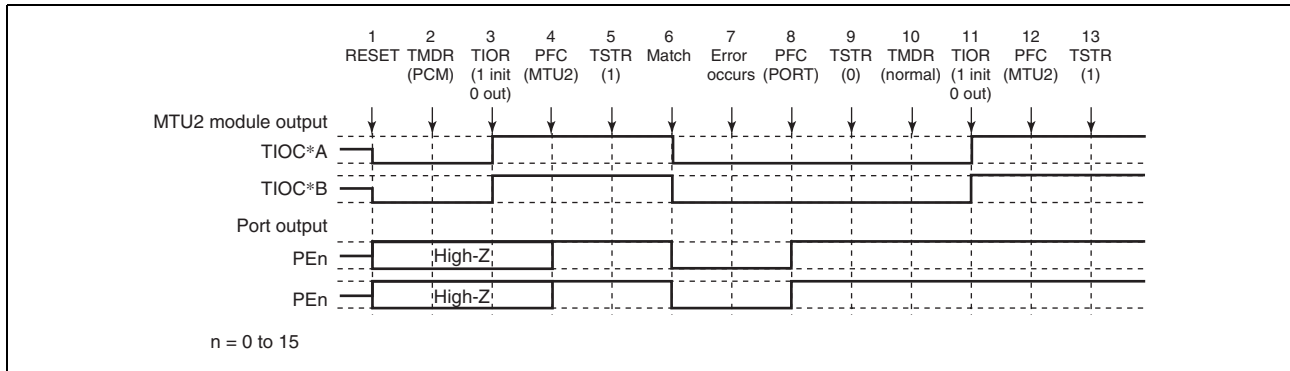 1 2 3 4 5 6 7 8 9 10 11 12 13
RESET TMDR TIOR PFC TSTR Match Error PFC TSTR TMDR TIOR PFC TSTR
(PCM) (1 init (MTU2) (1) occurs (PORT) (0) (normal) (1 init (MTU2) (1)
0 out) 0 out)
MTU2 module output
TIOC*A
TIOC*B
Port output
PEn High-Z
PEn High-Z
n = 0 to 15